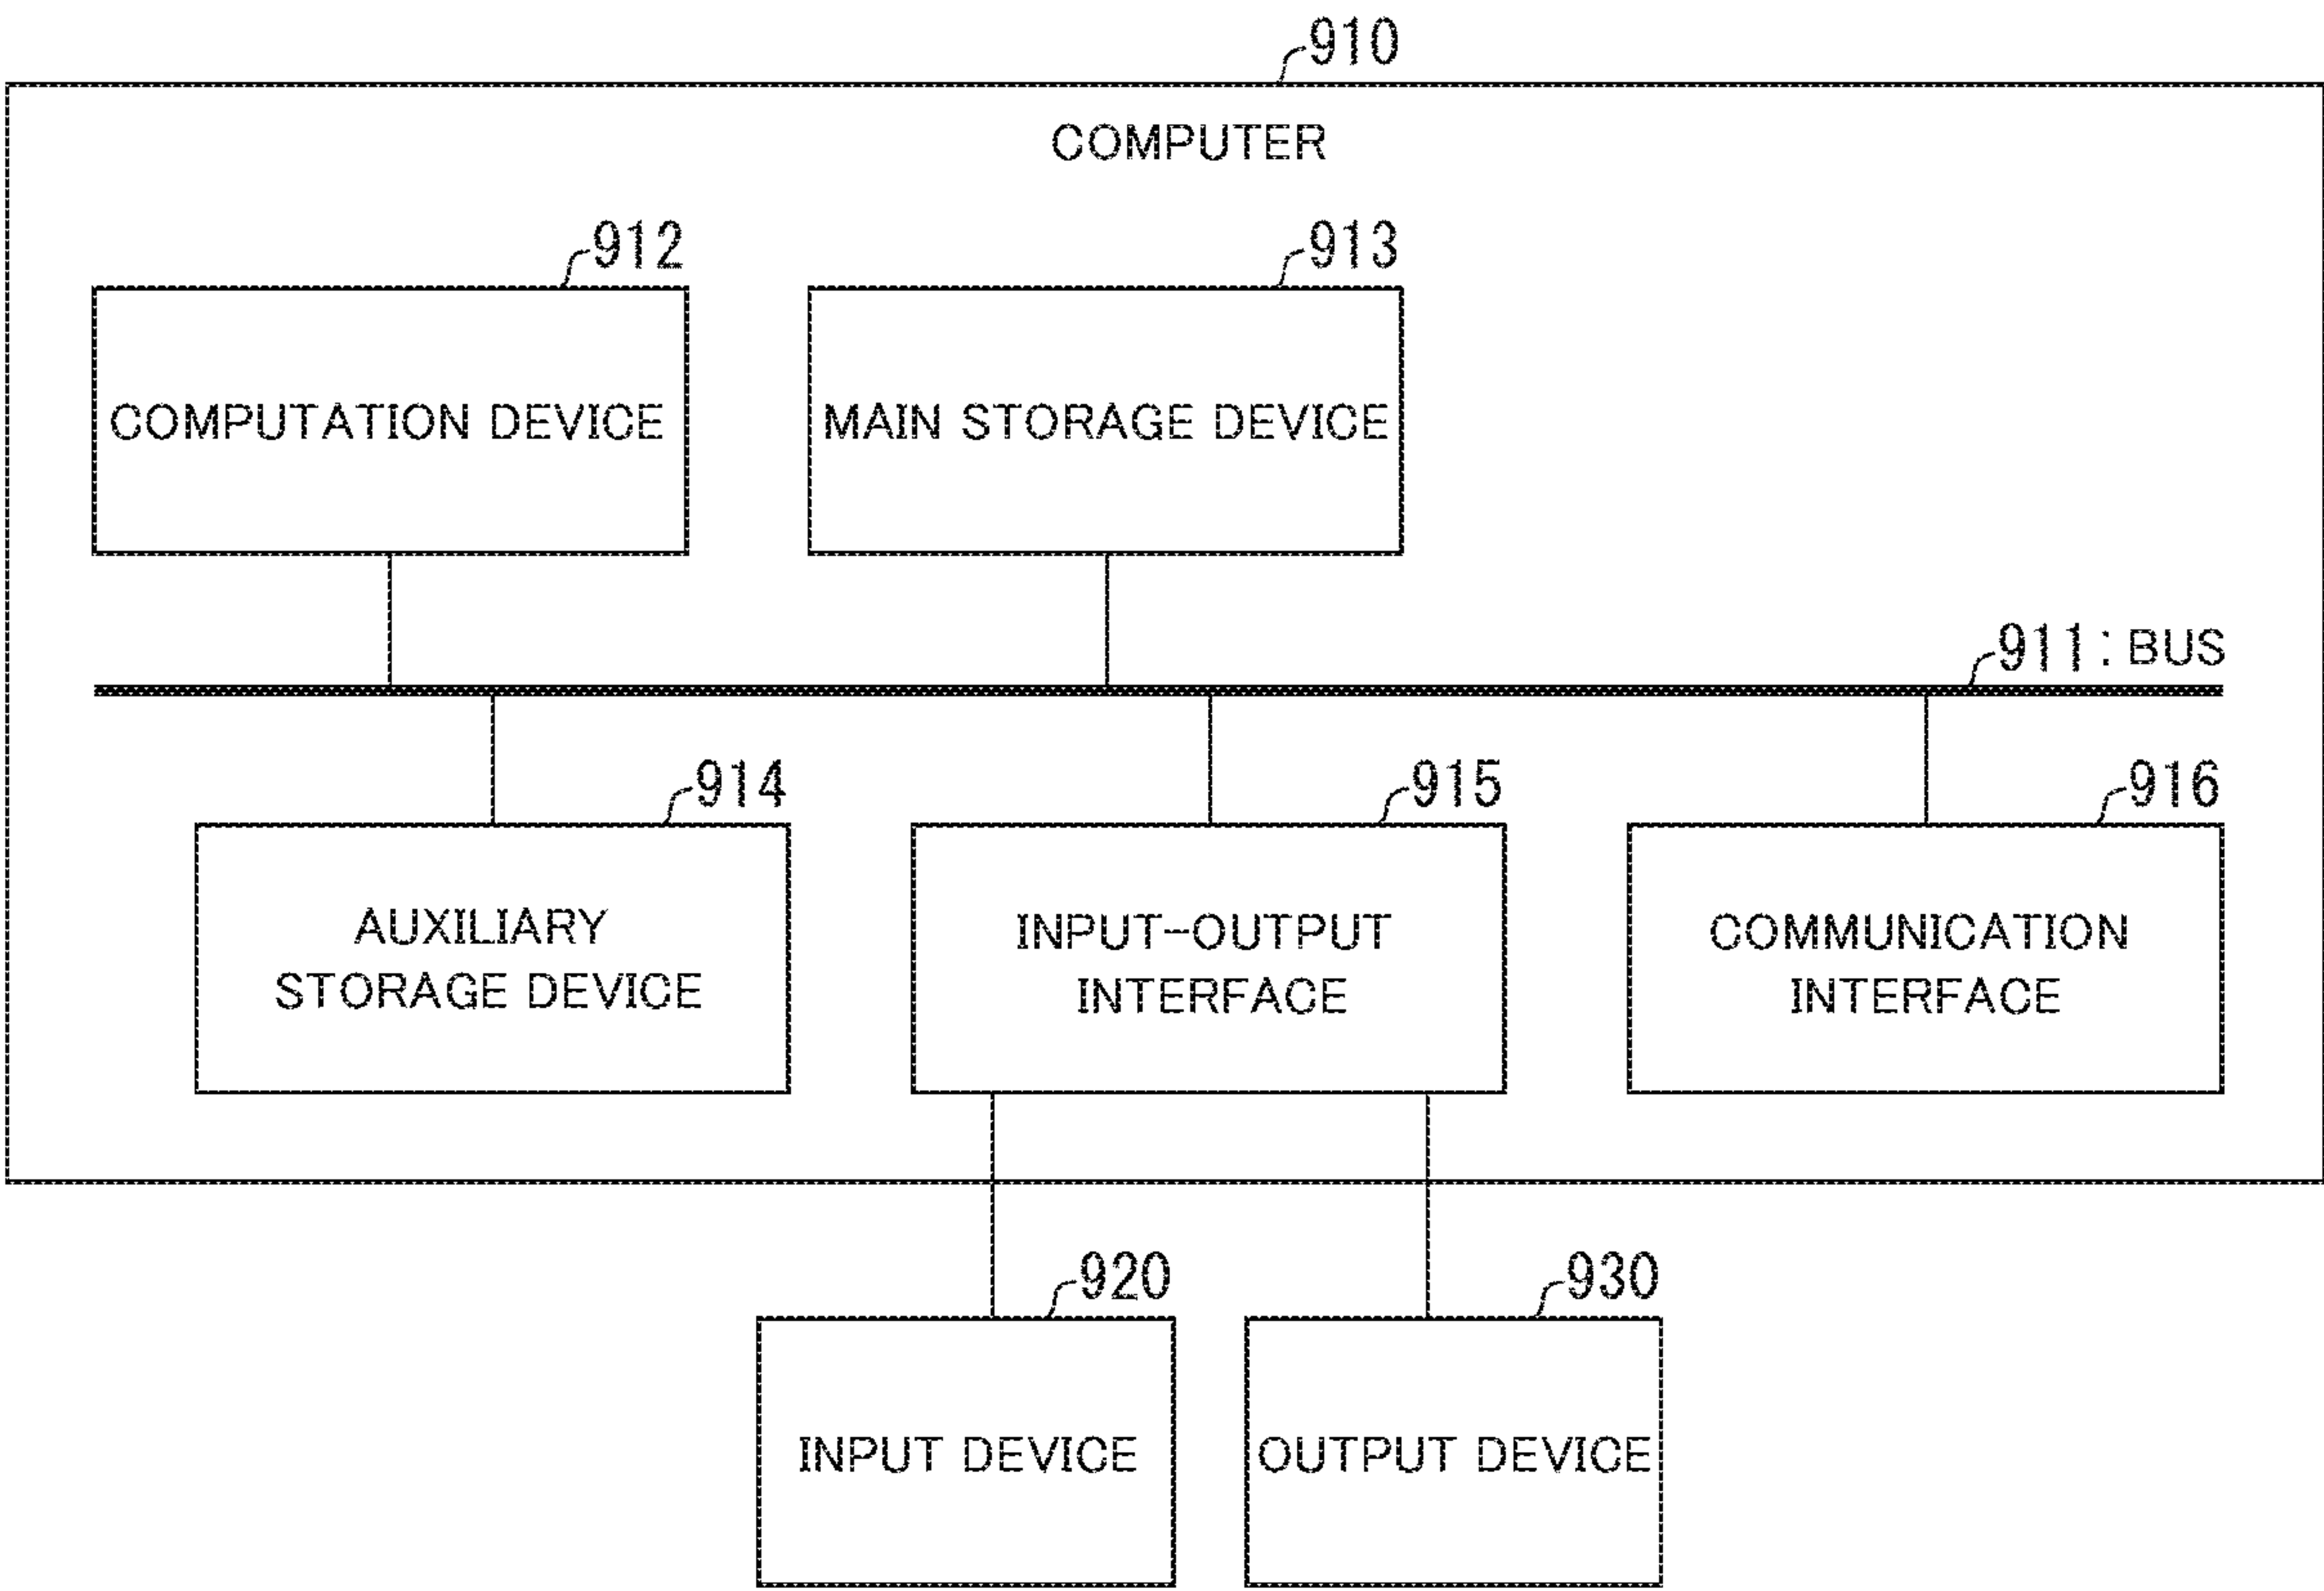 910
COMPUTER
912
913
COMPUTATION DEVICE
MAIN STORAGE DEVICE
911 : BUS
914
915
916
AUXILIARY
STORAGE DEVICE
INPUT-OUTPUT
INTERFACE
COMMUNICATION
INTERFACE
920
930
INPUT DEVICE
OUTPUT DEVICE